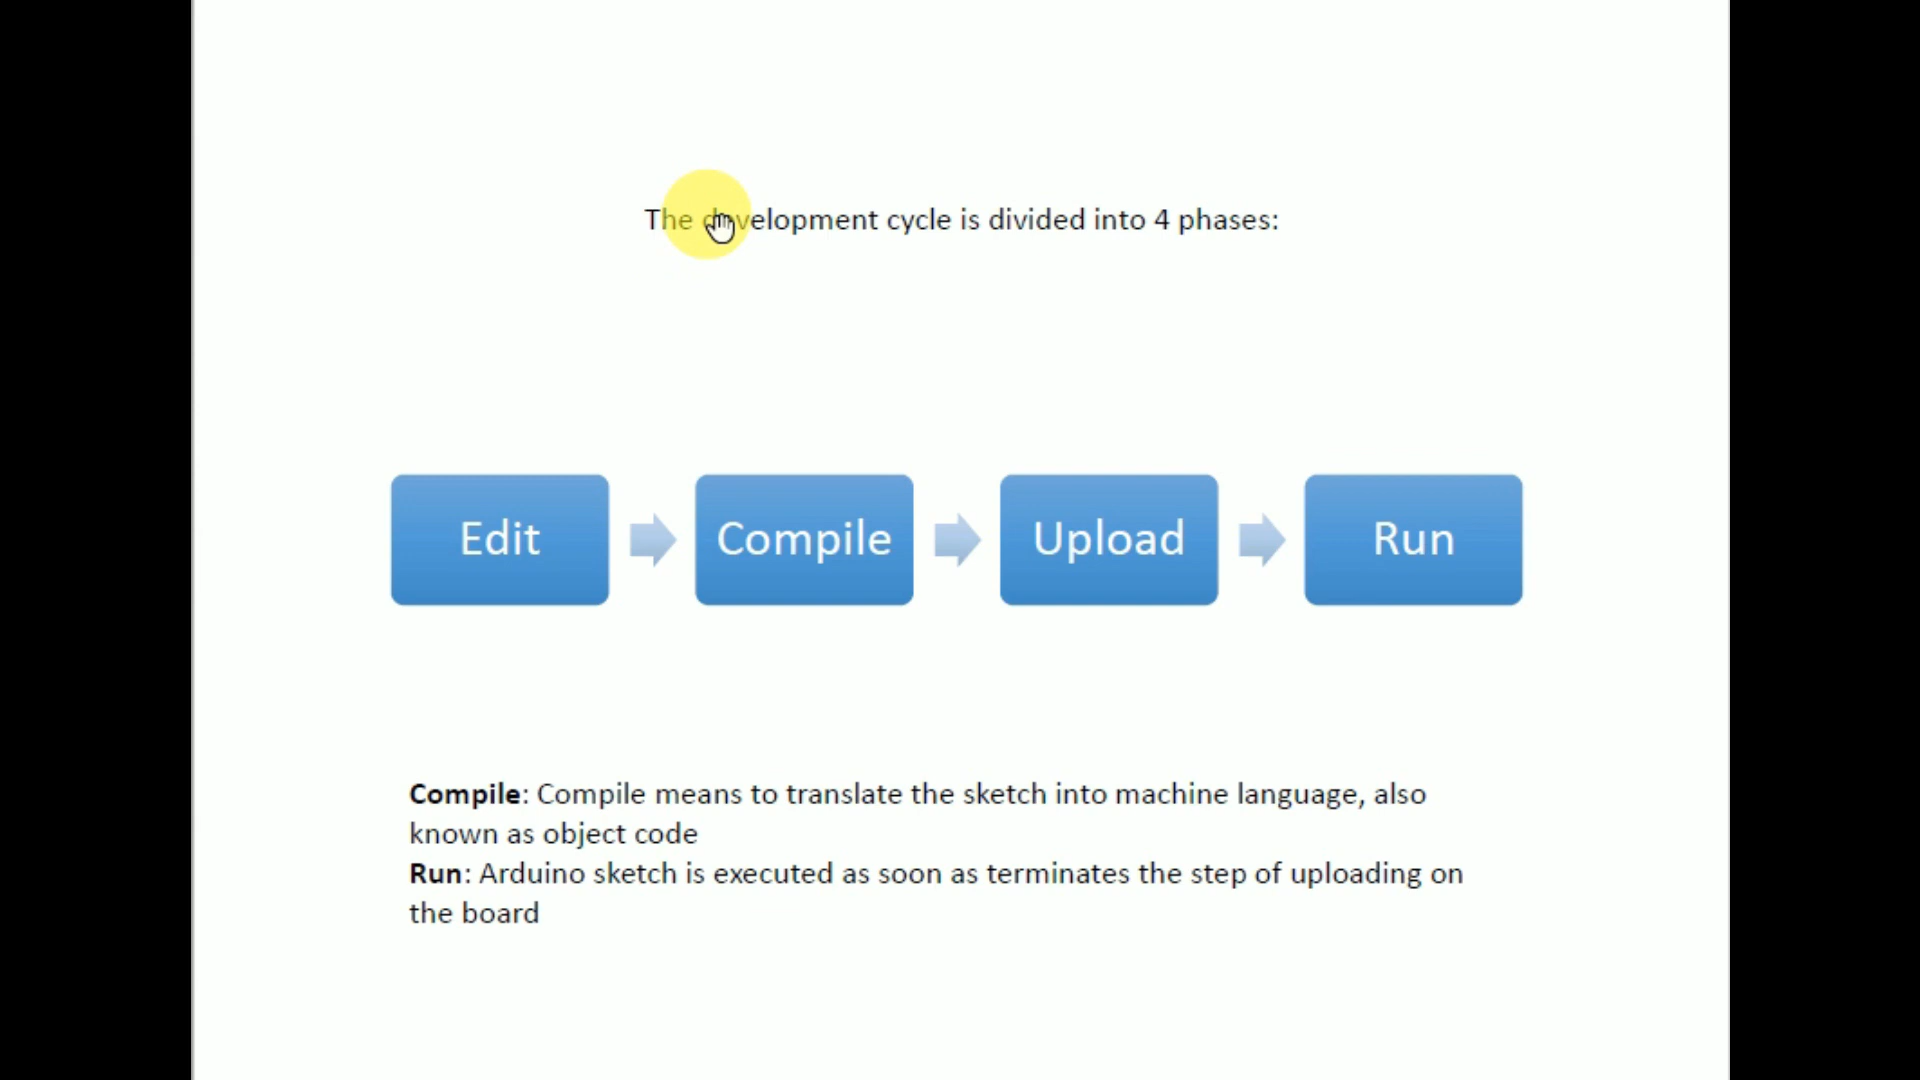 The development cycle is divided into 4 phases:
Edit
Compile
Upload
Run
Compile: Compile means to translate the sketch into machine language, also
known as object code
Run: Arduino sketch is executed as soon as terminates the step of uploading on
the board